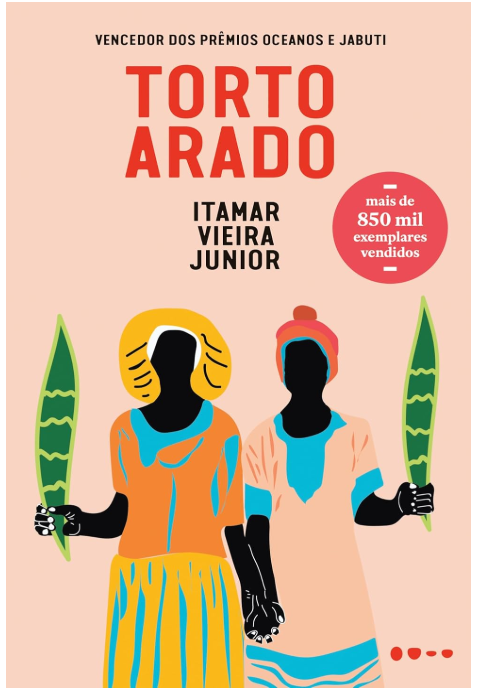 VENCEDOR DOS PRÊMIOS OCEANOS E JABUTI
TORTO
ARADO
ITAMAR
VIEIRA
JUNIOR
mais de
850 mil
exemplares
vendidos